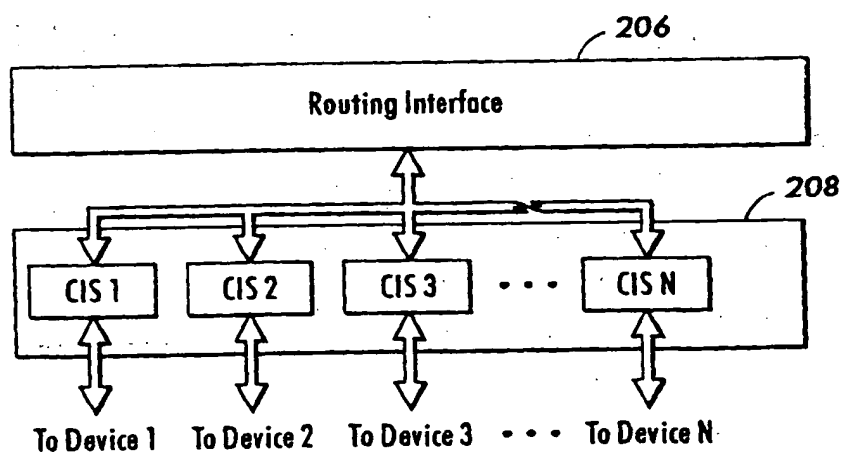 206
Routing Interface
208
CIS 1 CIS 2 CIS 3 • • • CIS N
To Device 1 To Device 2 To Device 3 • • • To Device N